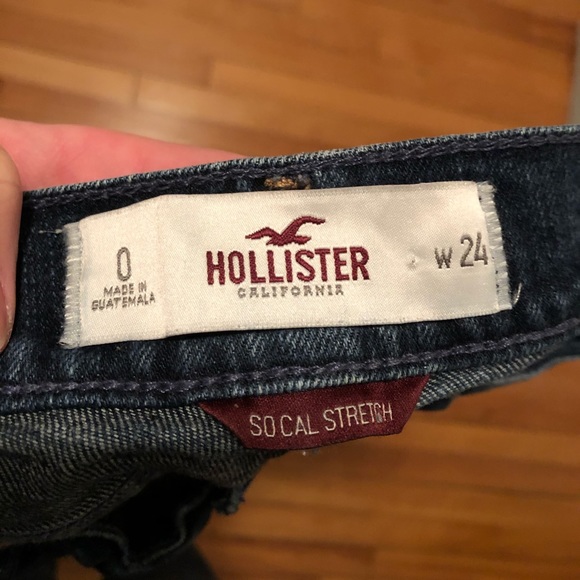 0
MADE IN
GUATEMALA
HOLLISTER
CALIFORNIA
W 24
SO CAL STRETCH